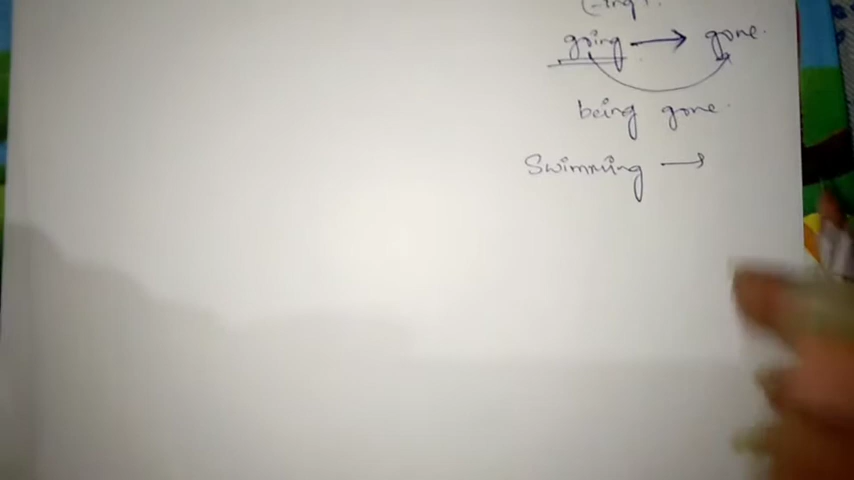 going → gone.
being gone.
Swimming →